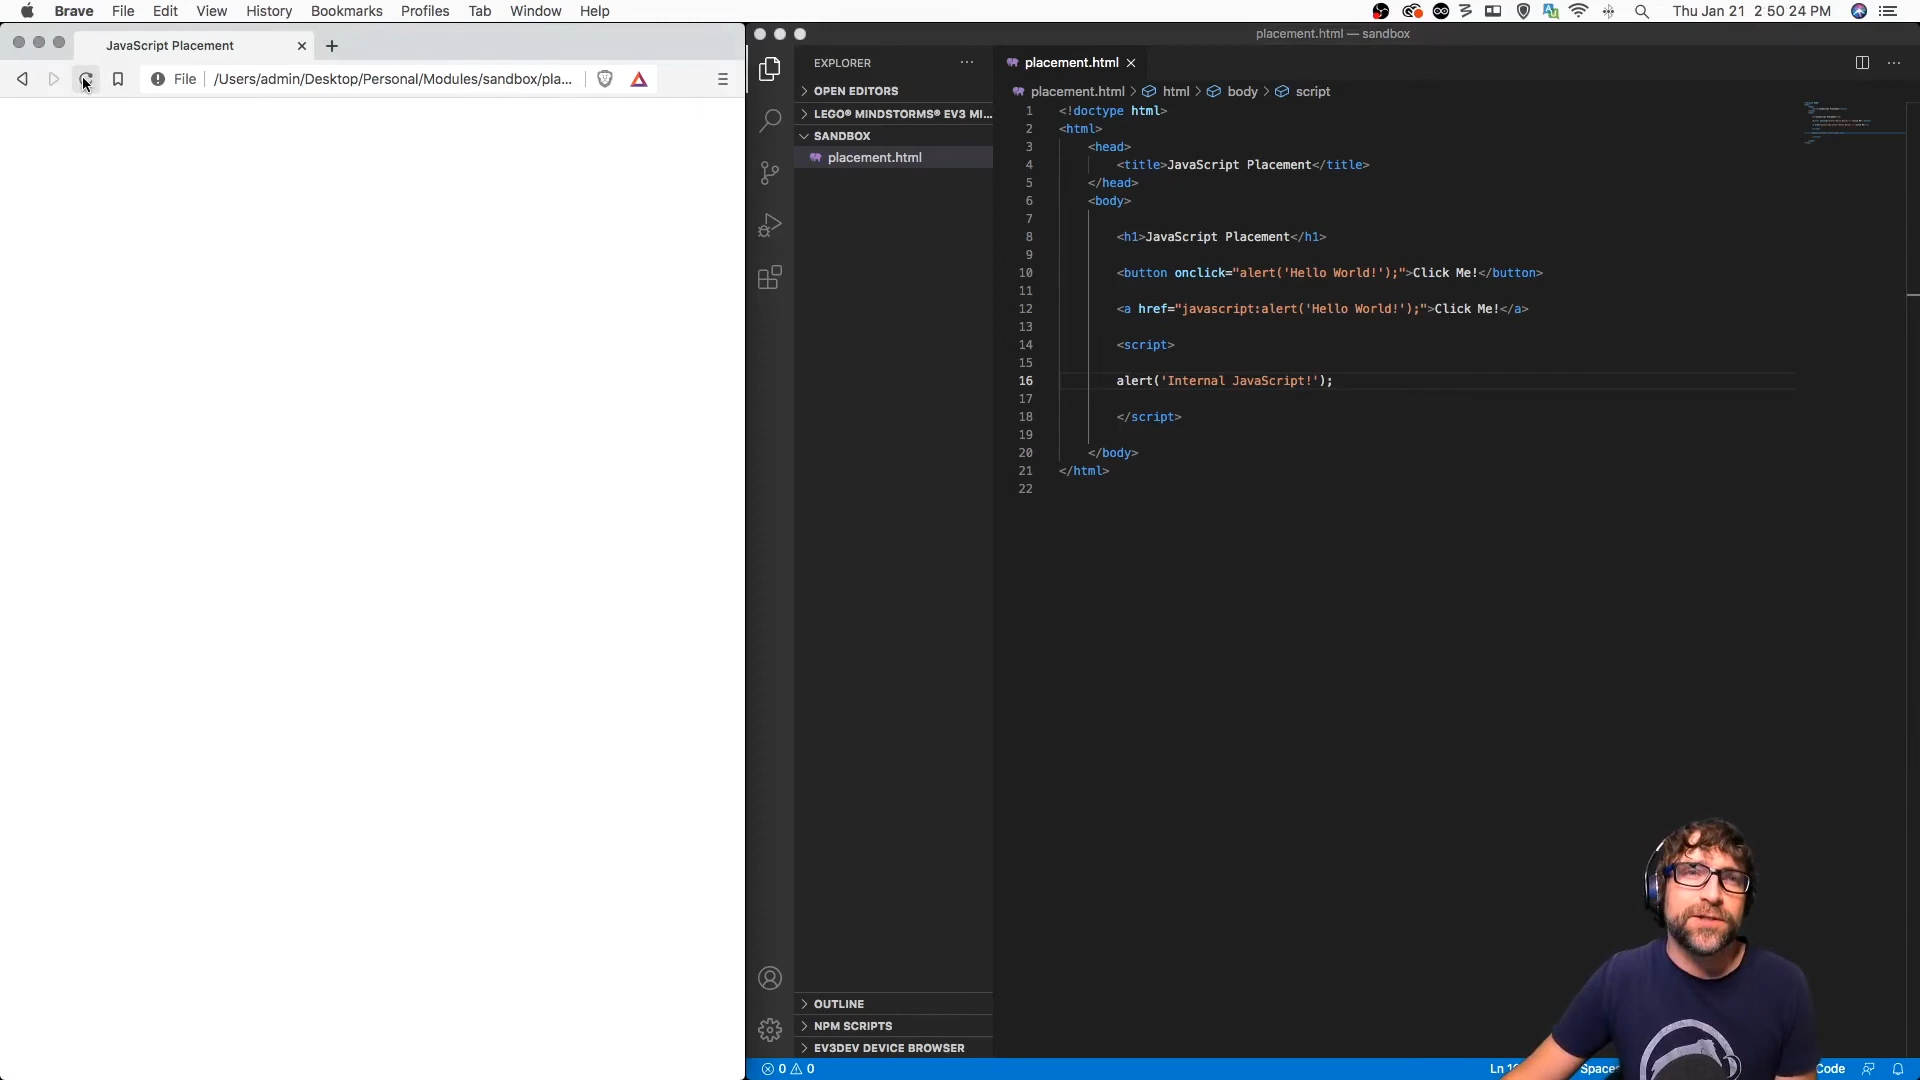 Brave File Edit View History Bookmarks Profiles Tab Window Help
Thu Jan 21 2 50 24 PM
JavaScript Placement
File /Users/admin/Desktop/Personal/Modules/sandbox/pla...
placement.html — sandbox
EXPLORER
OPEN EDITORS
LEGO® MINDSTORMS® EV3 MI...
SANDBOX
placement.html
OUTLINE
NPM SCRIPTS
EV3DEV DEVICE BROWSER
placement.html
placement.html > html > body > script
1 <!doctype html>
2 <html>
3 <head>
4 <title>JavaScript Placement</title>
5 </head>
6 <body>
7
8 <h1>JavaScript Placement</h1>
9
10 <button onclick="alert('Hello World!');">Click Me!</button>
11
12 <a href="javascript:alert('Hello World!');">Click Me!</a>
13
14 <script>
15
16 alert('Internal JavaScript!');
17
18 </script>
19
20 </body>
21 </html>
22
0 0
Ln
Code